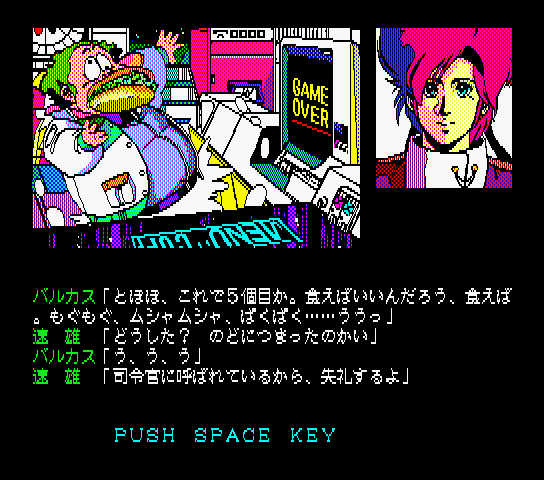 GAME
OVER
MENU
バルカス「とほほ、これで5個目か。食えばいいんだろう、食えば
。もぐもぐ、ムシャムシャ、ぱくぱく……ううっ」
速 雄 「どうした? のどにつまったのかい」
バルカス「う、う、う」
速 雄 「司令官に呼ばれているから、失礼するよ」
PUSH SPACE KEY